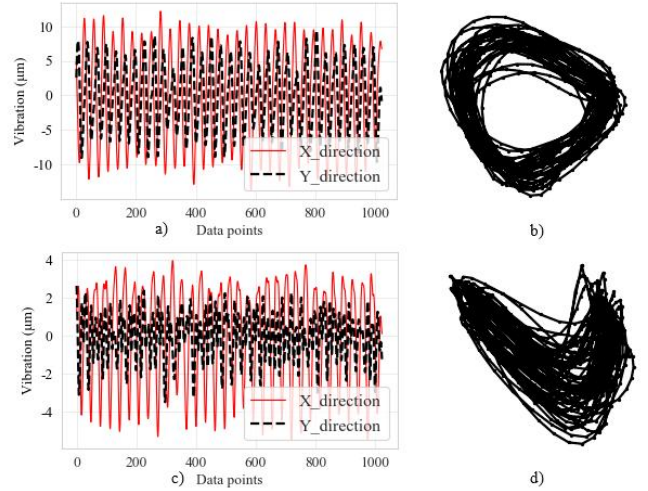 10
5
0
-5
-10
Vibration (μm)
X_direction
Y_direction
0 200 400 600 800 1000
a) Data points
b)
4
2
0
-2
-4
Vibration (μm)
X_direction
Y_direction
0 200 400 600 800 1000
c) Data points
d)